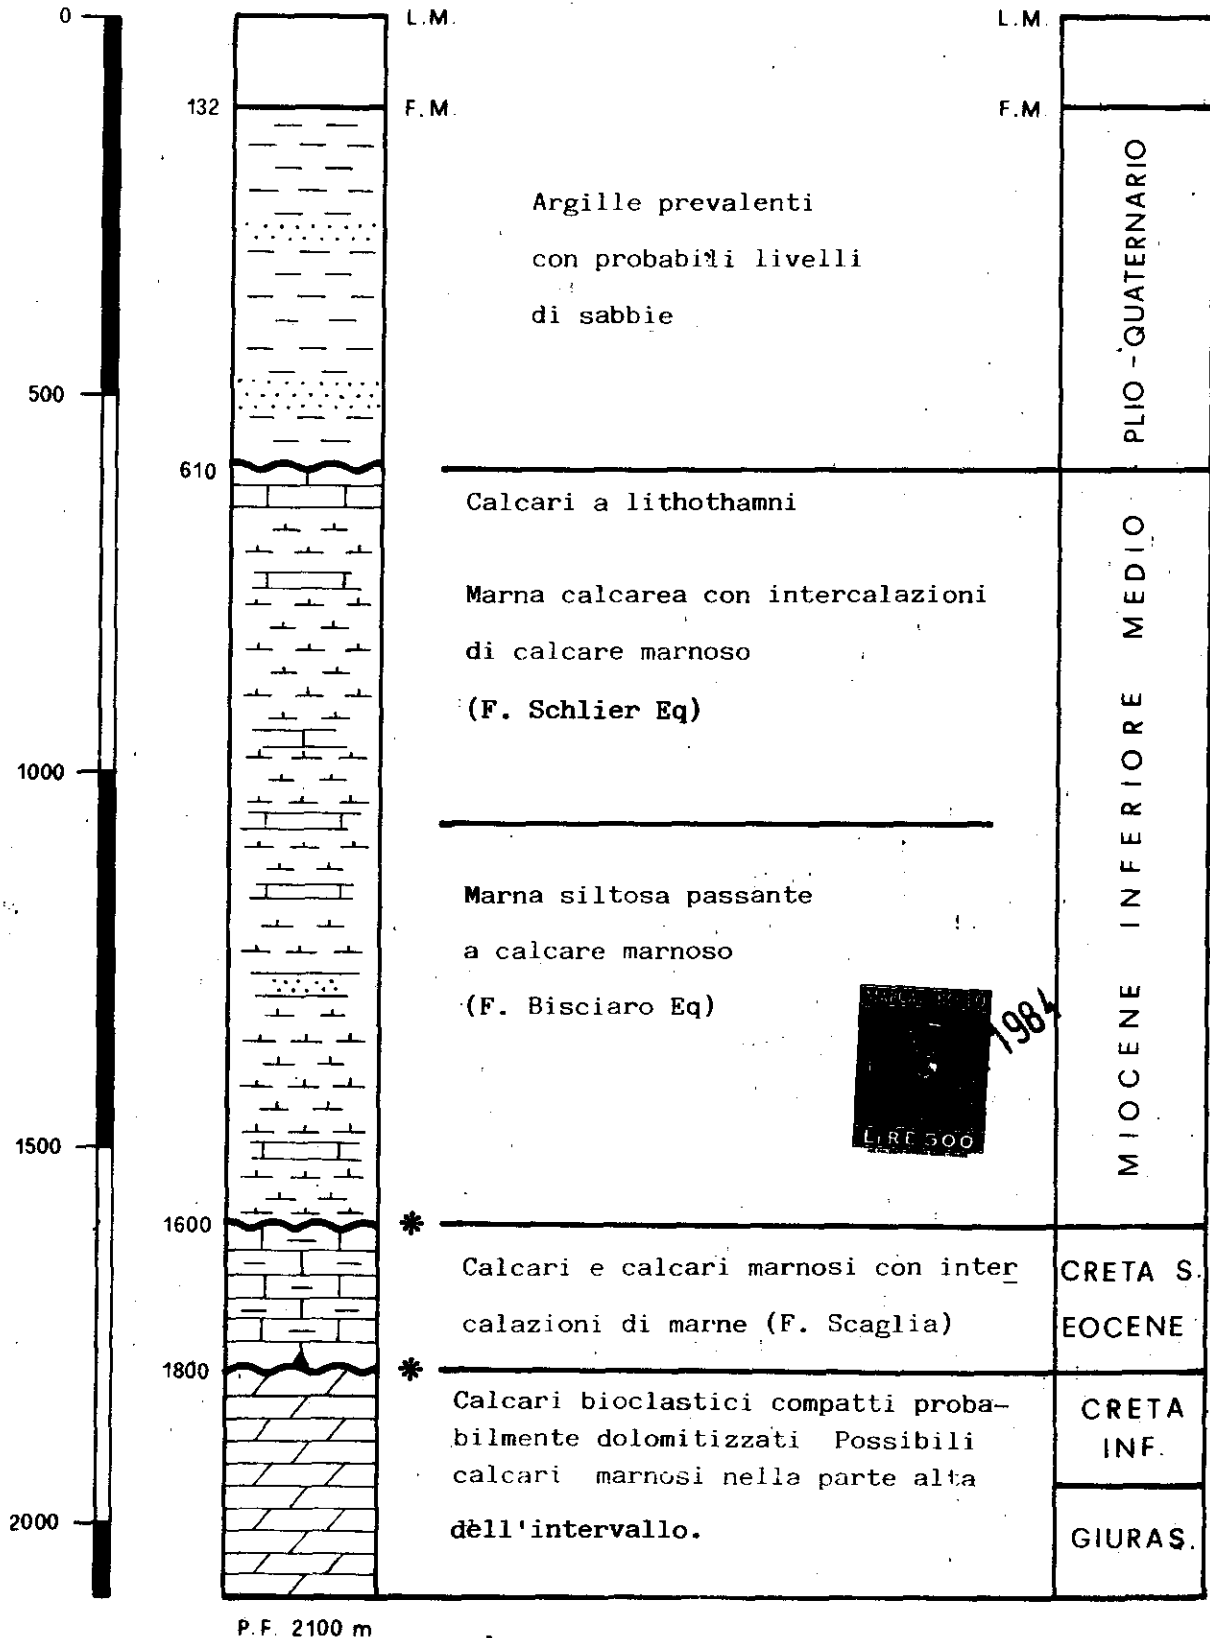 0
L.M.
L.M.
132
F.M.
F.M.
Argille prevalenti
con probabili livelli
di sabbie
PLIO-QUATERNARIO
500
610
Calcari a lithothamni
Marna calcarea con intercalazioni
di calcare marnoso
(F. Schlier Eq)
MIOCENE INFERIORE MEDIO
1000
Marna siltosa passante
a calcare marnoso
(F. Bisciaro Eq)
1984
LIRE 500
1500
1600
*
Calcari e calcari marnosi con inter
calazioni di marne (F. Scaglia)
CRETA S.
EOCENE
1800
*
Calcari bioclastici compatti proba-
bilmente dolomitizzati Possibili
calcari marnosi nella parte alta
dell'intervallo.
CRETA
INF.
2000
GIURAS.
P.F. 2100 m